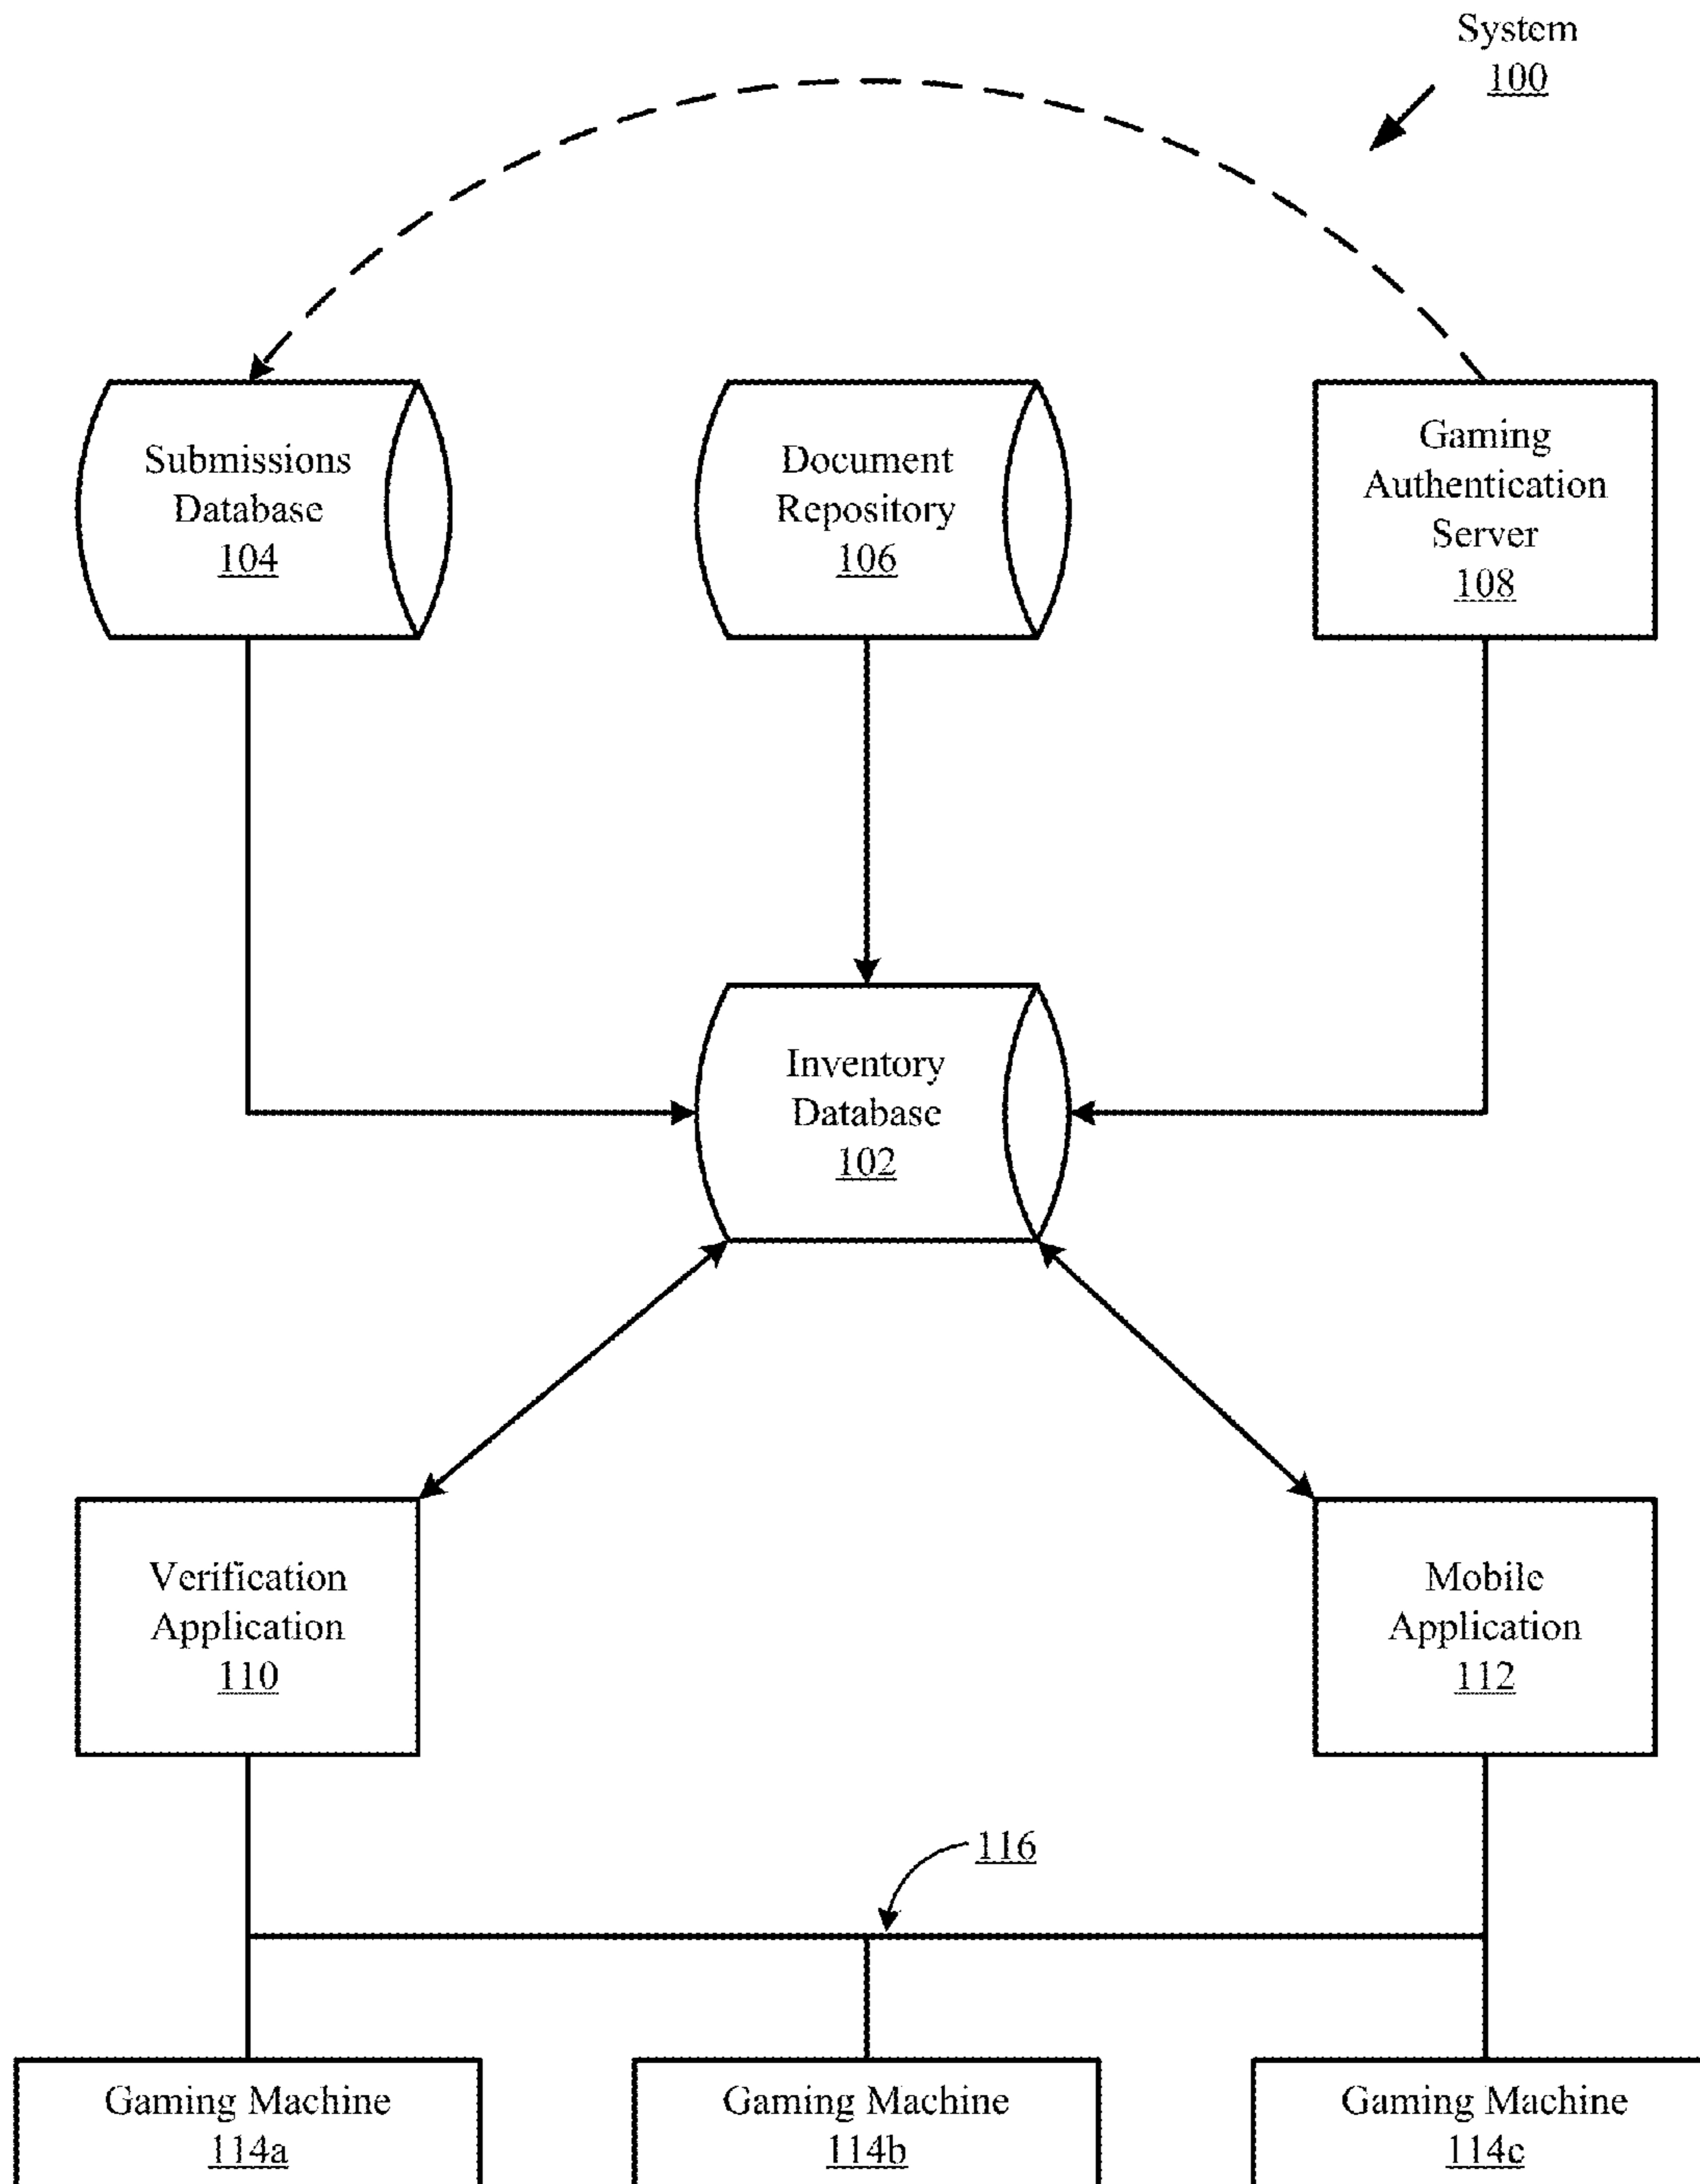 System
100
Submissions
Database
104
Document
Repository
106
Gaming
Authentication
Server
108
Inventory
Database
102
Verification
Application
110
Mobile
Application
112
116
Gaming Machine
114a
Gaming Machine
114b
Gaming Machine
114c